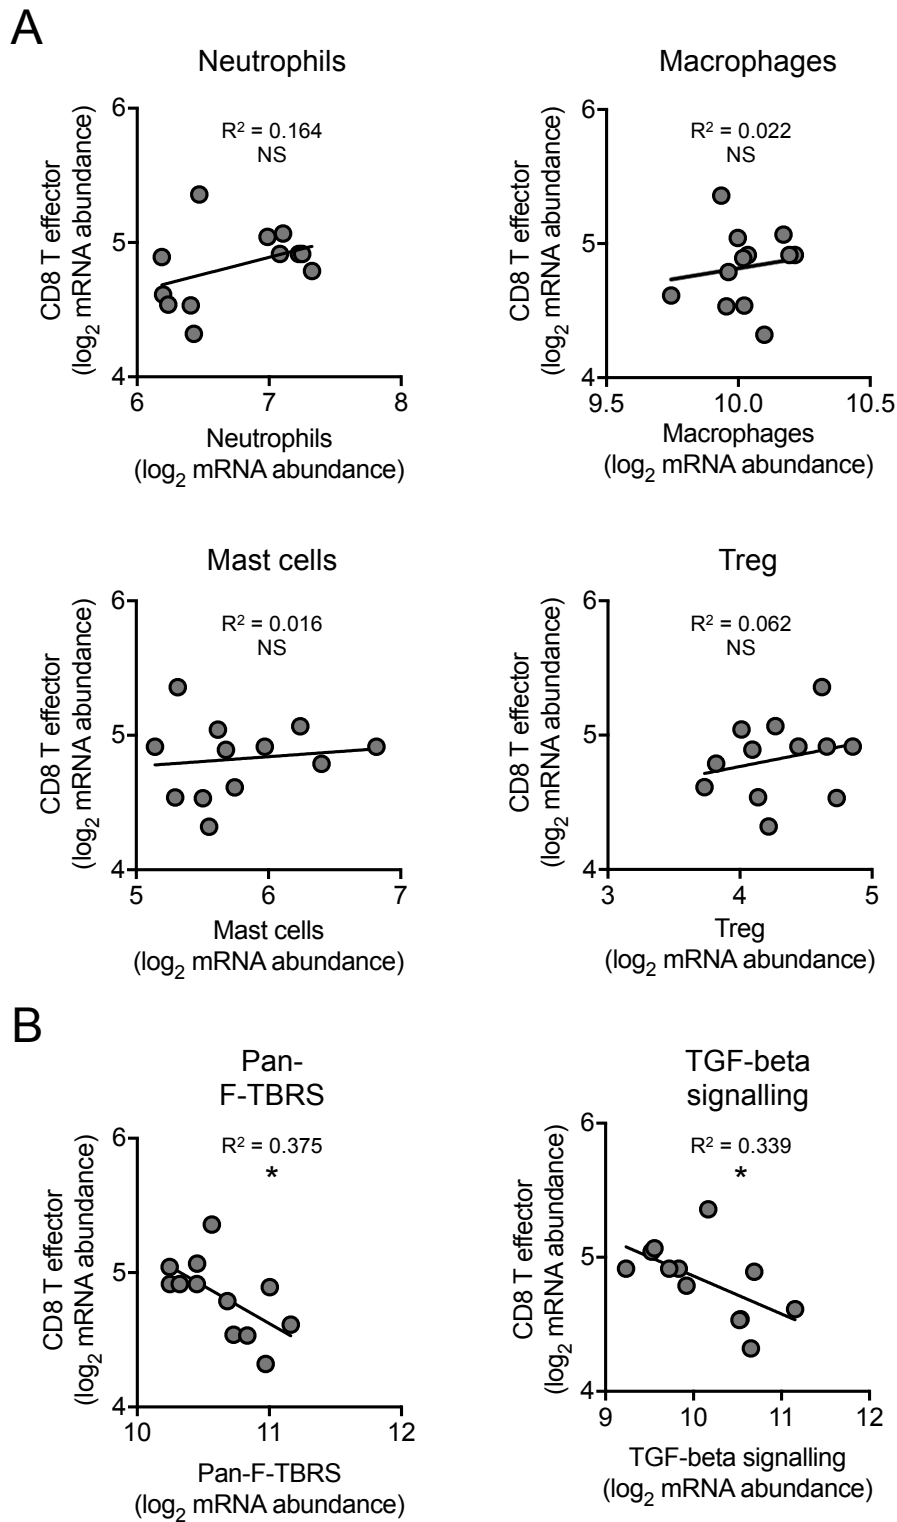 A
Neutrophils
R² = 0.164
NS
CD8 T effector
(log₂ mRNA abundance)
6
5
4
6 7 8
Neutrophils
(log₂ mRNA abundance)
Macrophages
R² = 0.022
NS
CD8 T effector
(log₂ mRNA abundance)
6
5
4
9.5 10.0 10.5
Macrophages
(log₂ mRNA abundance)
Mast cells
R² = 0.016
NS
CD8 T effector
(log₂ mRNA abundance)
6
5
4
5 6 7
Mast cells
(log₂ mRNA abundance)
Treg
R² = 0.062
NS
CD8 T effector
(log₂ mRNA abundance)
6
5
4
3 4 5
Treg
(log₂ mRNA abundance)
B
Pan-
F-TBRS
R² = 0.375
*
CD8 T effector
(log₂ mRNA abundance)
6
5
4
10 11 12
Pan-F-TBRS
(log₂ mRNA abundance)
TGF-beta
signalling
R² = 0.339
*
CD8 T effector
(log₂ mRNA abundance)
6
5
4
9 10 11 12
TGF-beta signalling
(log₂ mRNA abundance)